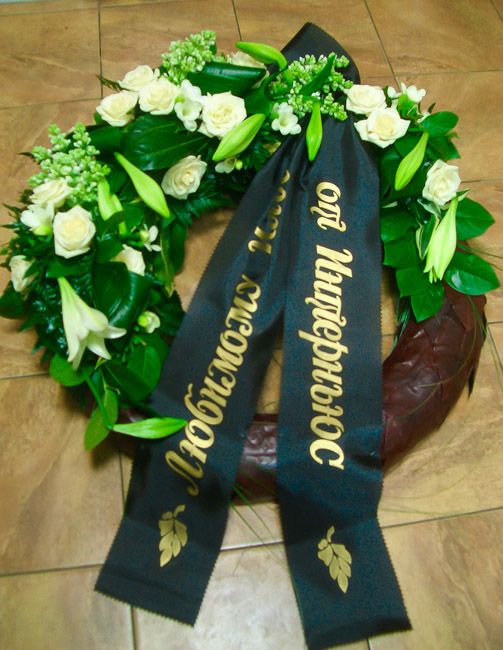 Любимому
от Интерньюс